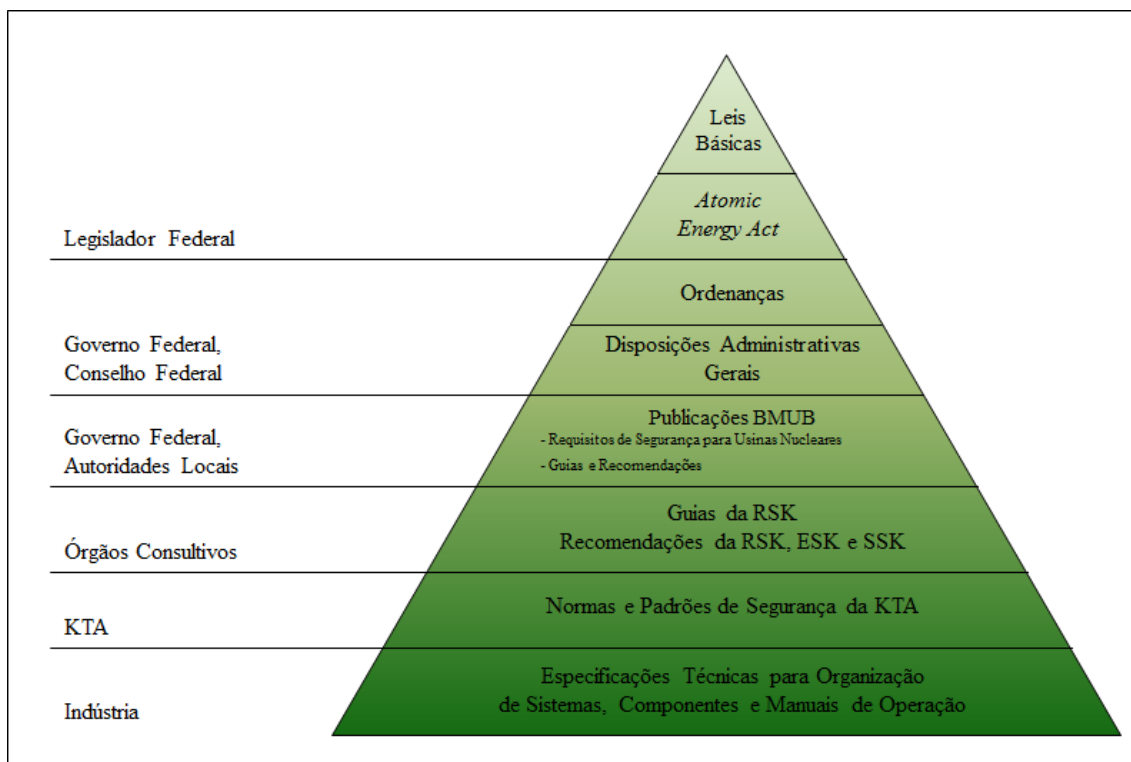 Leis
Básicas
Atomic
Energy Act
Legislador Federal
Ordenanças
Governo Federal,
Conselho Federal
Disposições Administrativas
Gerais
Governo Federal,
Autoridades Locais
Publicações BMUB
- Requisitos de Segurança para Usinas Nucleares
- Guias e Recomendações
Órgãos Consultivos
Guias da RSK
Recomendações da RSK, ESK e SSK
KTA
Normas e Padrões de Segurança da KTA
Indústria
Especificações Técnicas para Organização
de Sistemas, Componentes e Manuais de Operação